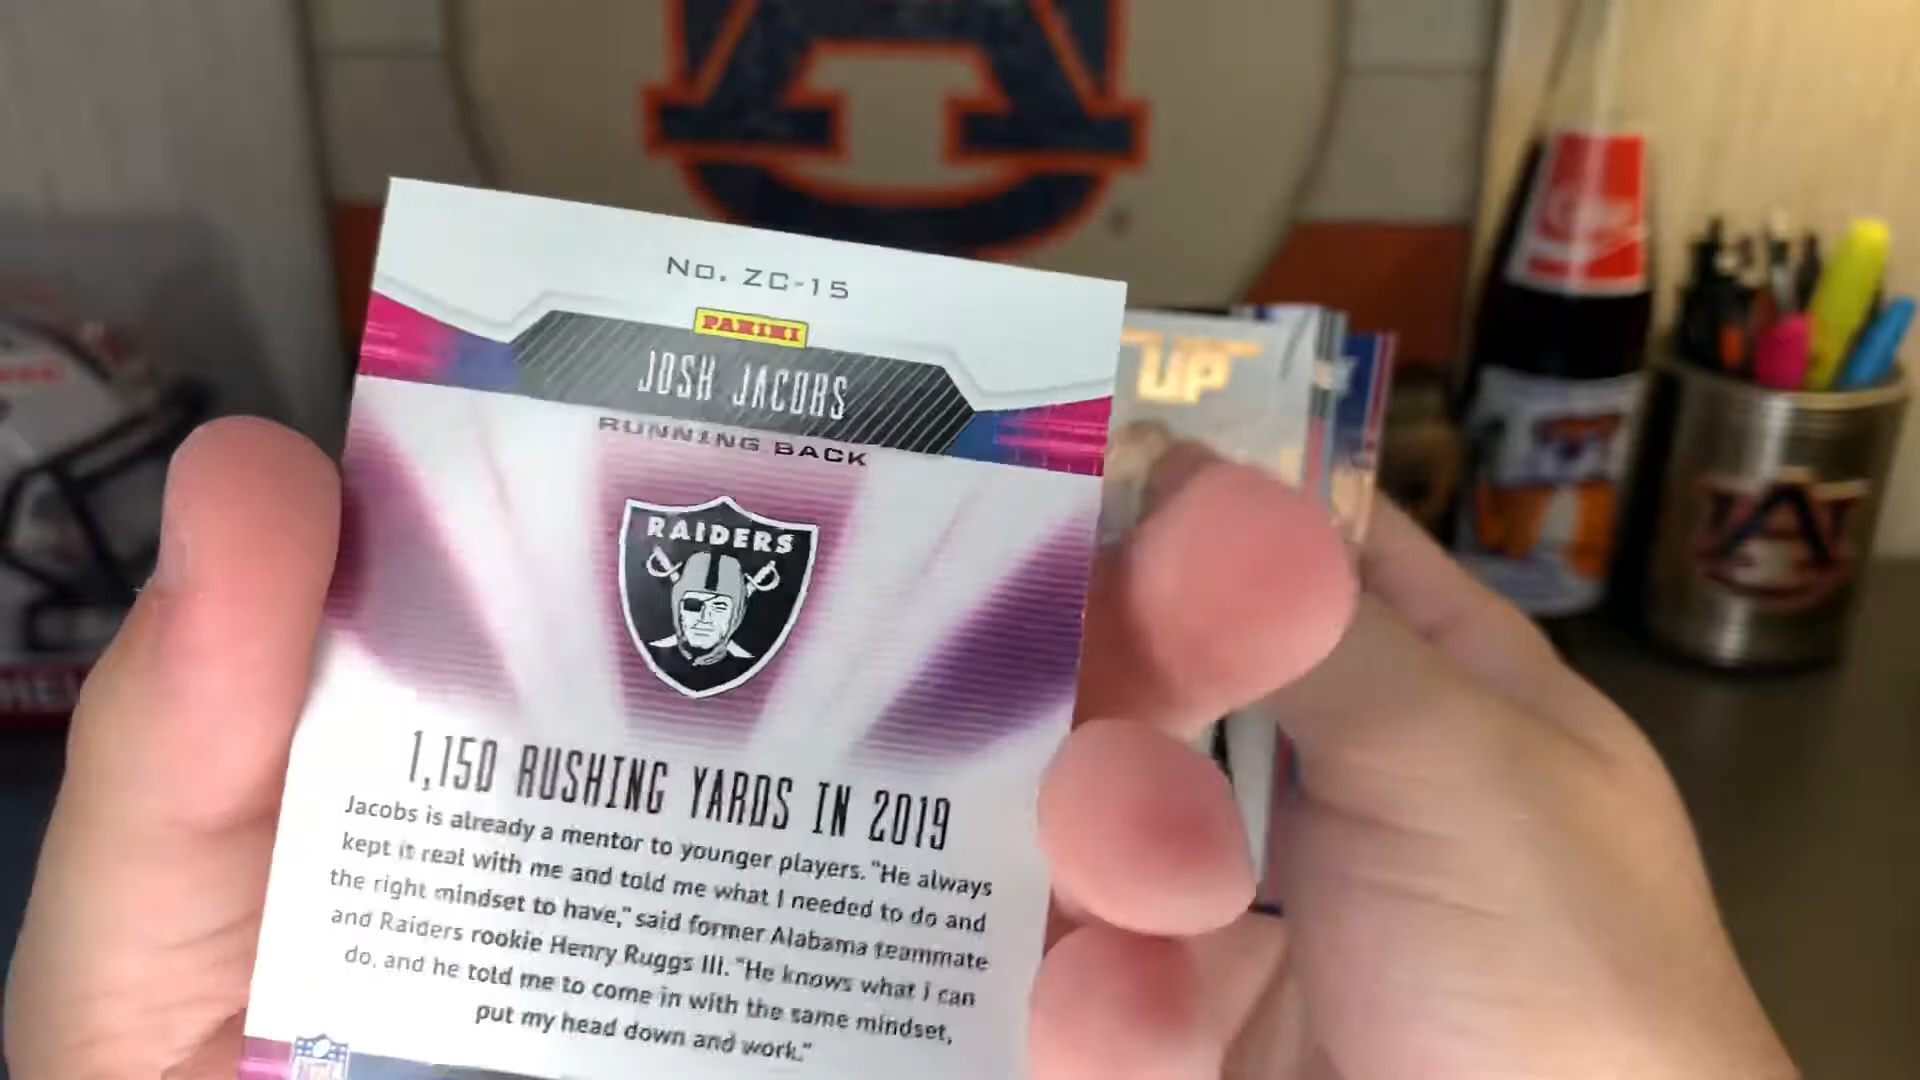 No. ZC-15
PANINI
JOSH JACOBS
RUNNING BACK
RAIDERS
1,150 RUSHING YARDS IN 2019
Jacobs is already a mentor to younger players. "He always
kept it real with me and told me what I needed to do and
the right mindset to have," said former Alabama teammate
and Raiders rookie Henry Ruggs III. "He knows what I can
do, and he told me to come in with the same mindset,
put my head down and work."
UP